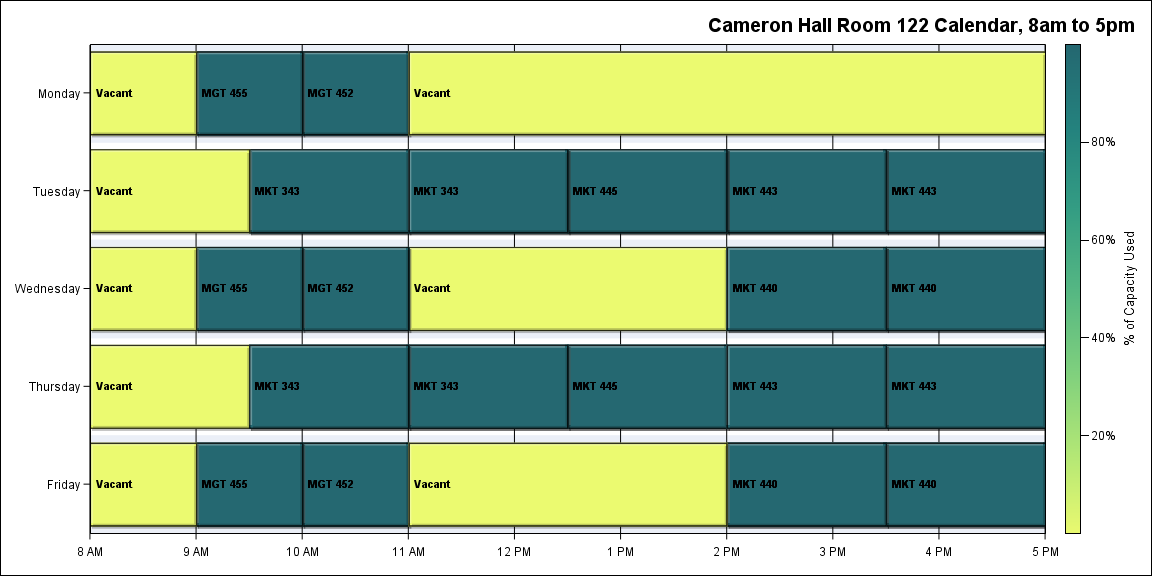 Cameron Hall Room 122 Calendar, 8am to 5pm
Monday
Vacant
MGT 455
MGT 452
Vacant
Tuesday
Vacant
MKT 343
MKT 343
MKT 445
MKT 443
MKT 443
Wednesday
Vacant
MGT 455
MGT 452
Vacant
MKT 440
MKT 440
Thursday
Vacant
MKT 343
MKT 343
MKT 445
MKT 443
MKT 443
Friday
Vacant
MGT 455
MGT 452
Vacant
MKT 440
MKT 440
8 AM
9 AM
10 AM
11 AM
12 PM
1 PM
2 PM
3 PM
4 PM
5 PM
80%
60%
40%
20%
% of Capacity Used